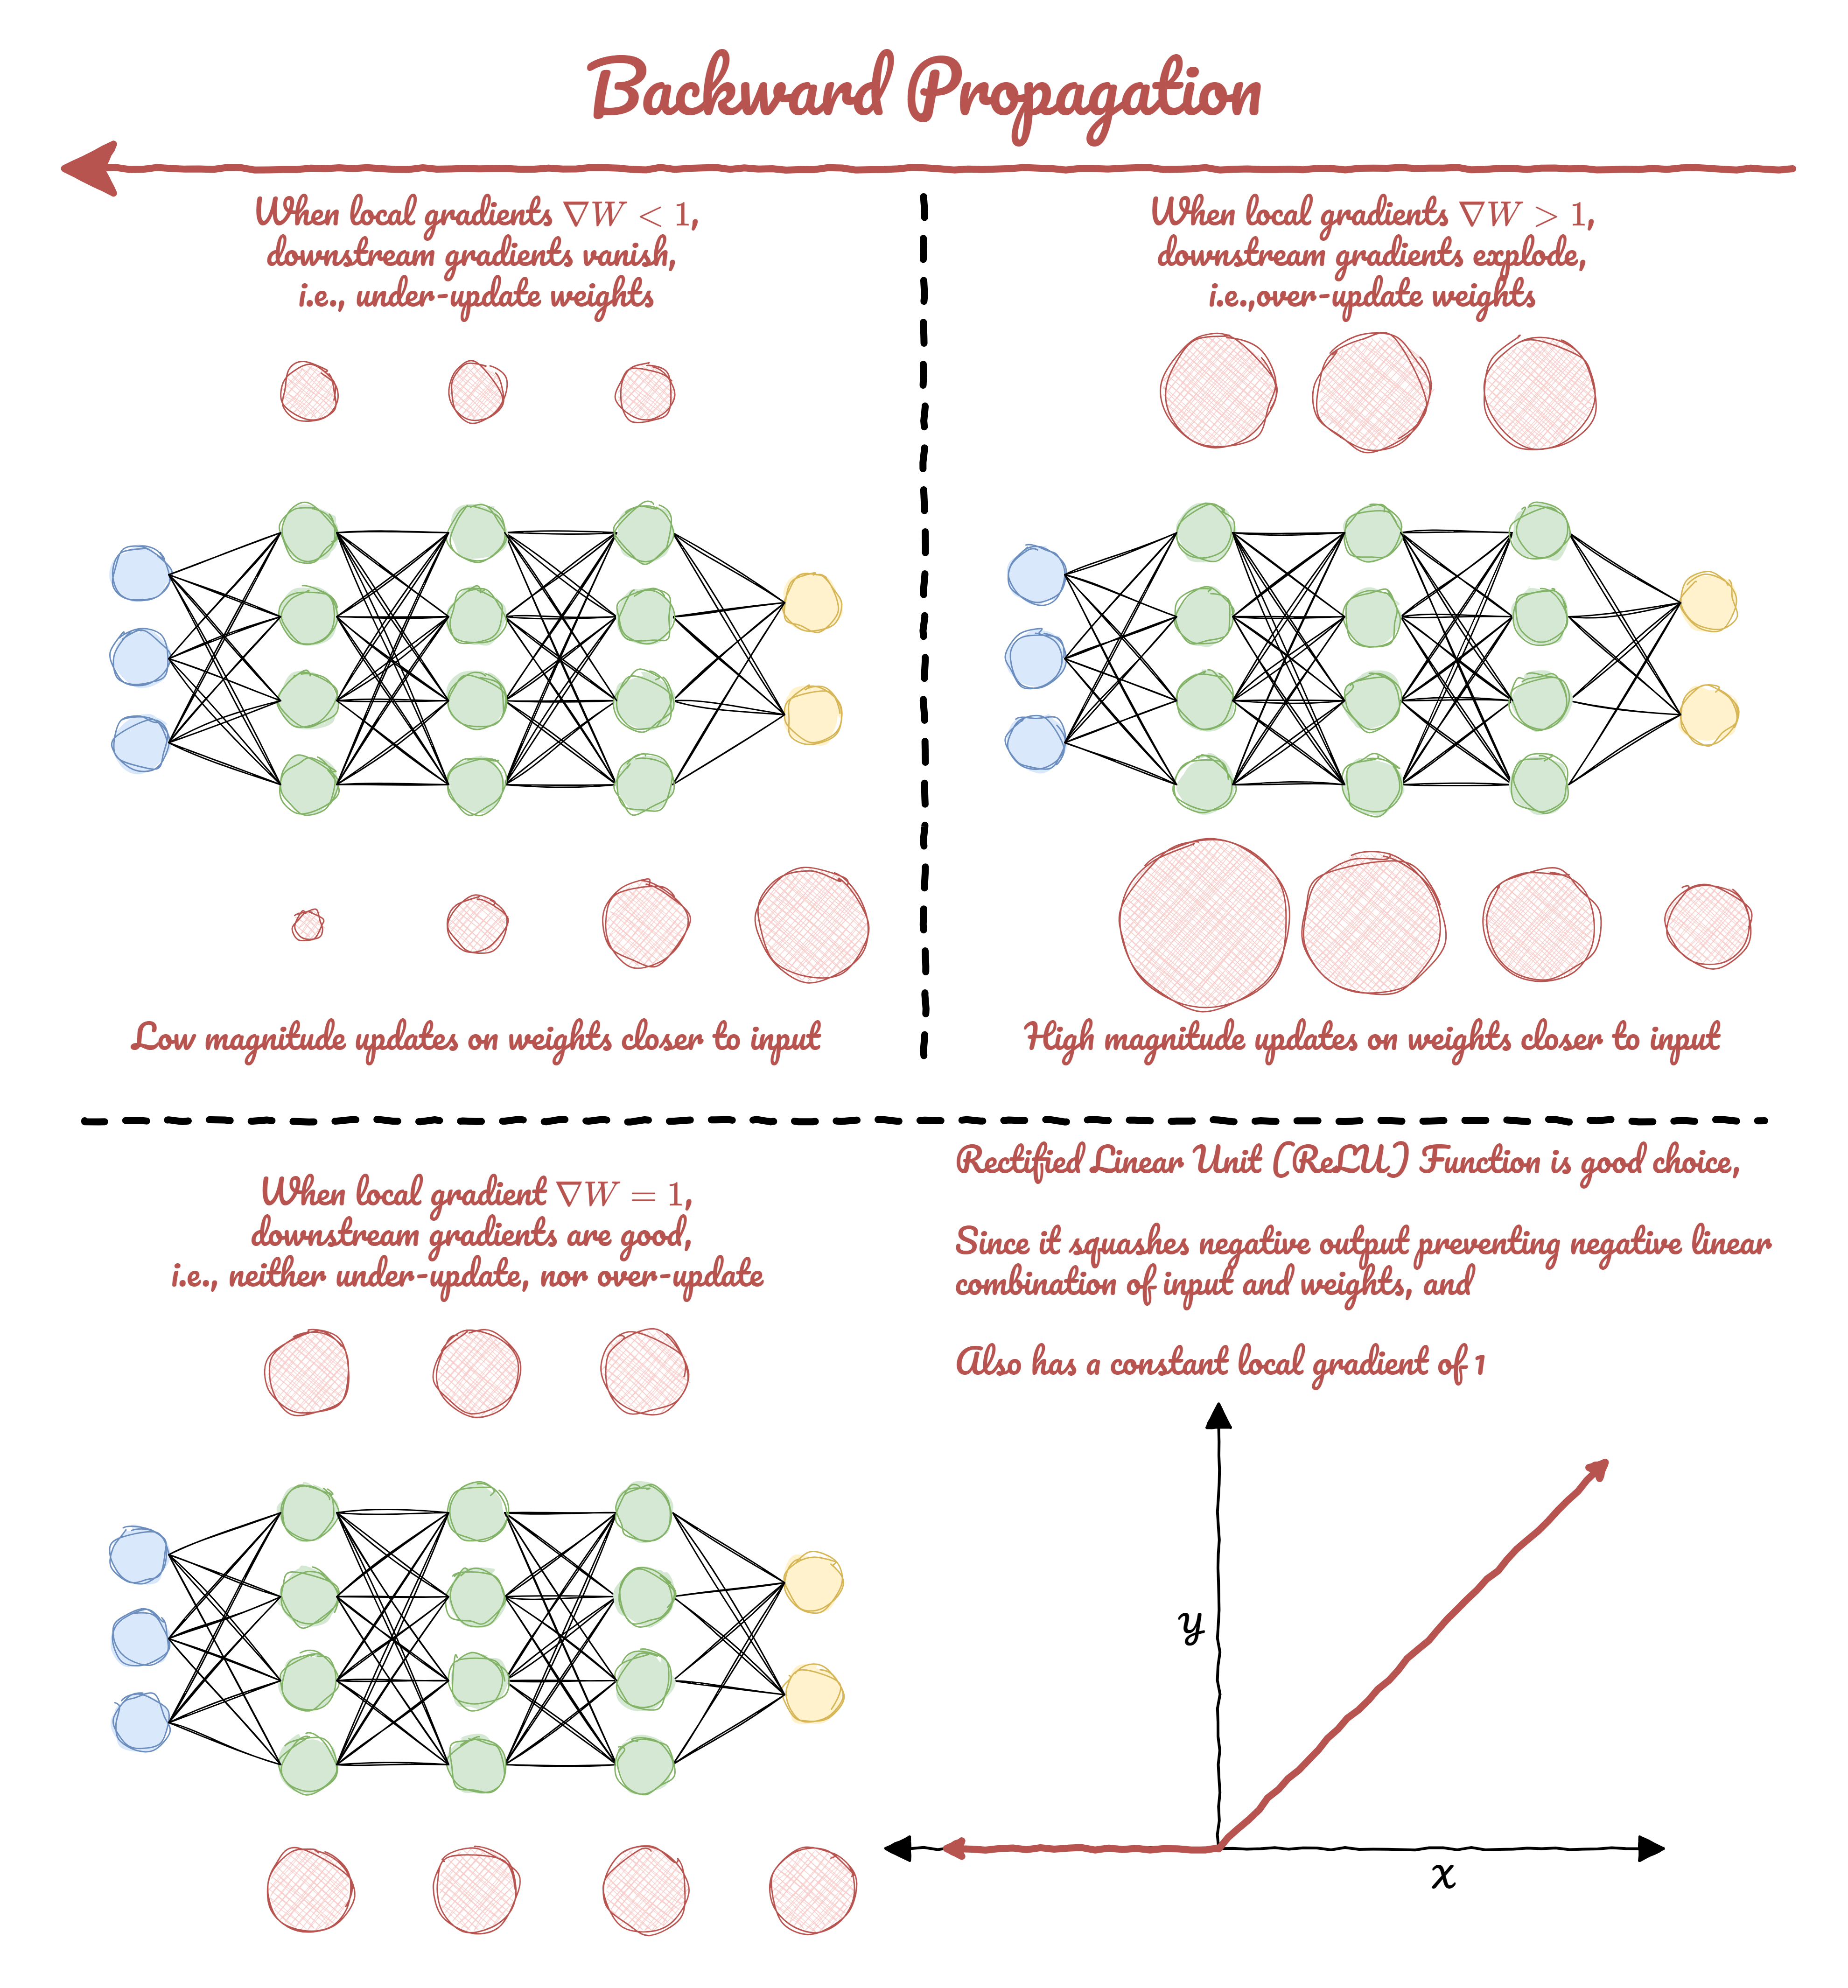 Backward Propagation
When local gradients ∇W < 1,
downstream gradients vanish,
i.e., under-update weights
Low magnitude updates on weights closer to input
When local gradients ∇W > 1,
downstream gradients explode,
i.e.,over-update weights
High magnitude updates on weights closer to input
When local gradient ∇W = 1,
downstream gradients are good,
i.e., neither under-update, nor over-update
Rectified Linear Unit (ReLU) Function is good choice,
Since it squashes negative output preventing negative linear
combination of input and weights, and
Also has a constant local gradient of 1
y
x